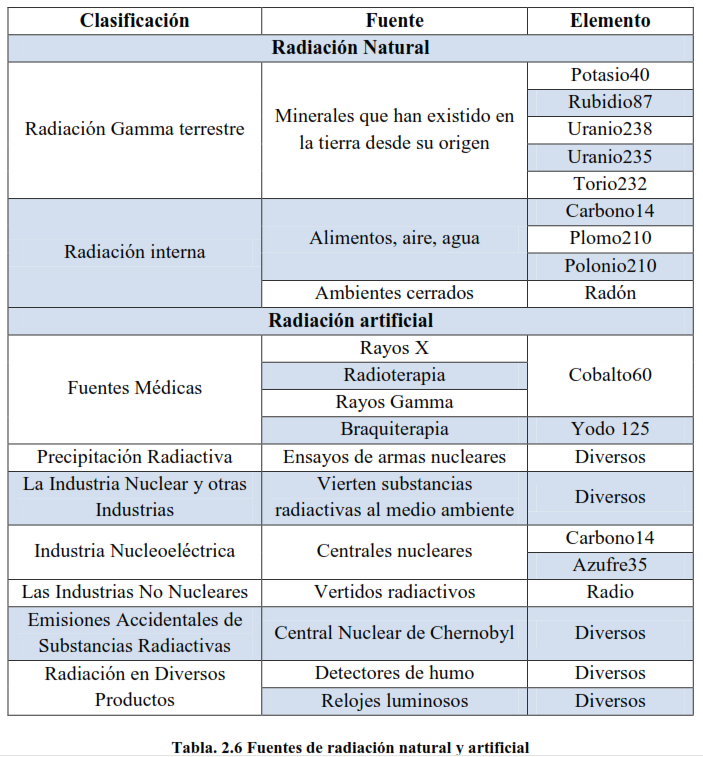 Clasificación Fuente Elemento
Radiación Natural
Radiación Gamma terrestre
Minerales que han existido en
la tierra desde su origen
Potasio40
Rubidio87
Uranio238
Uranio235
Torio232
Radiación interna
Alimentos, aire, agua
Carbono14
Plomo210
Polonio210
Ambientes cerrados Radón
Radiación artificial
Fuentes Médicas
Rayos X
Radioterapia
Rayos Gamma
Cobalto60
Braquiterapia Yodo 125
Precipitación Radiactiva Ensayos de armas nucleares Diversos
La Industria Nuclear y otras
Industrias
Vierten substancias
radiactivas al medio ambiente
Diversos
Industria Nucleoeléctrica Centrales nucleares
Carbono14
Azufre35
Las Industrias No Nucleares Vertidos radiactivos Radio
Emisiones Accidentales de
Substancias Radiactivas
Central Nuclear de Chernobyl Diversos
Radiación en Diversos
Productos
Detectores de humo Diversos
Relojes luminosos Diversos
Tabla. 2.6 Fuentes de radiación natural y artificial